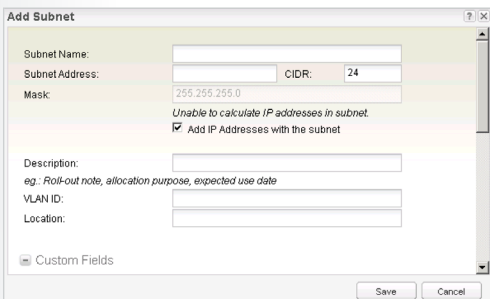 Add Subnet
Subnet Name:
Subnet Address: CIDR: 24
Mask: 255.255.255.0
Unable to calculate IP addresses in subnet.
Add IP Addresses with the subnet
Description:
eg.: Roll-out note, allocation purpose, expected use date
VLAN ID:
Location:
Custom Fields
Save Cancel